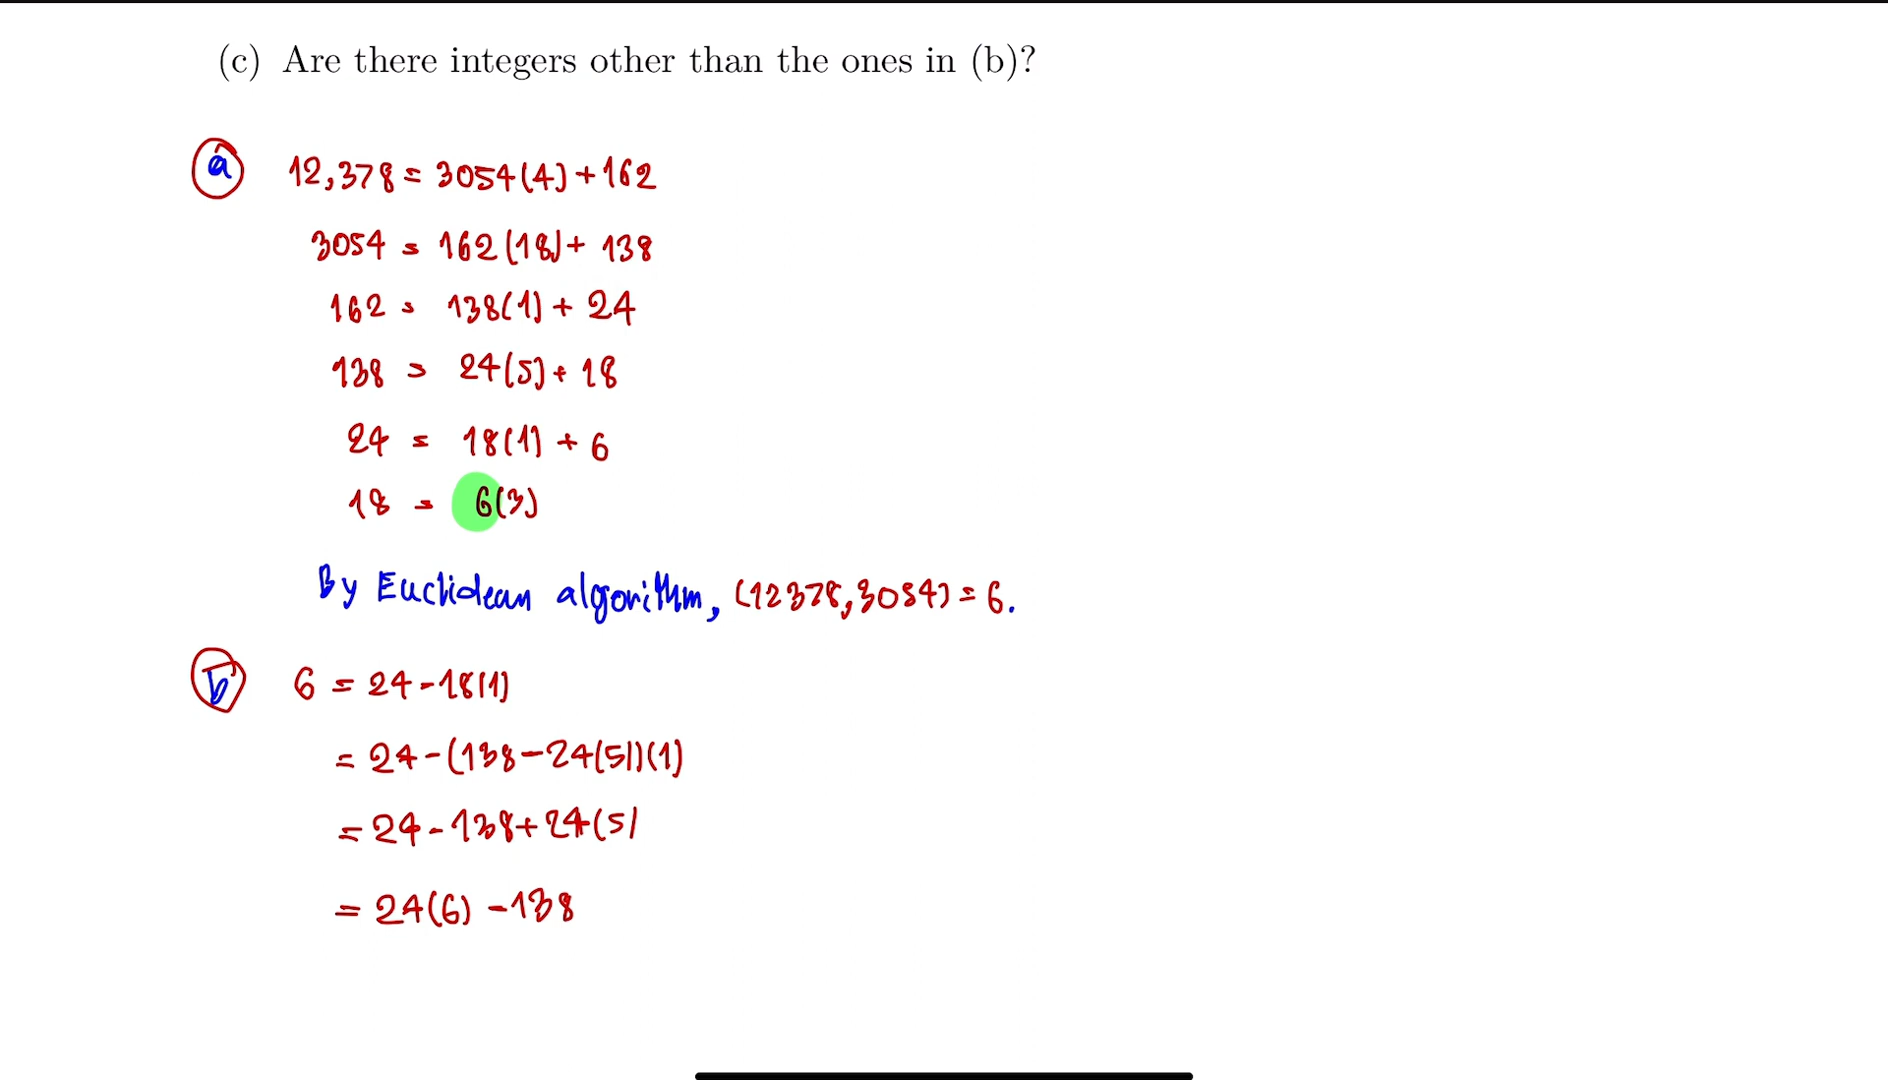 (c) Are there integers other than the ones in (b)?
a 12,378 = 3054(4)+162
3054 = 162(18)+ 138
162 = 138(1) + 24
138 = 24(5) + 18
24 = 18(1) + 6
18 = 6(3)
By Euclidean algorithm, (12378,3054) = 6.
b 6 = 24-18(1)
= 24-(138-24(5))(1)
= 24-138+24(5)
= 24(6) -138